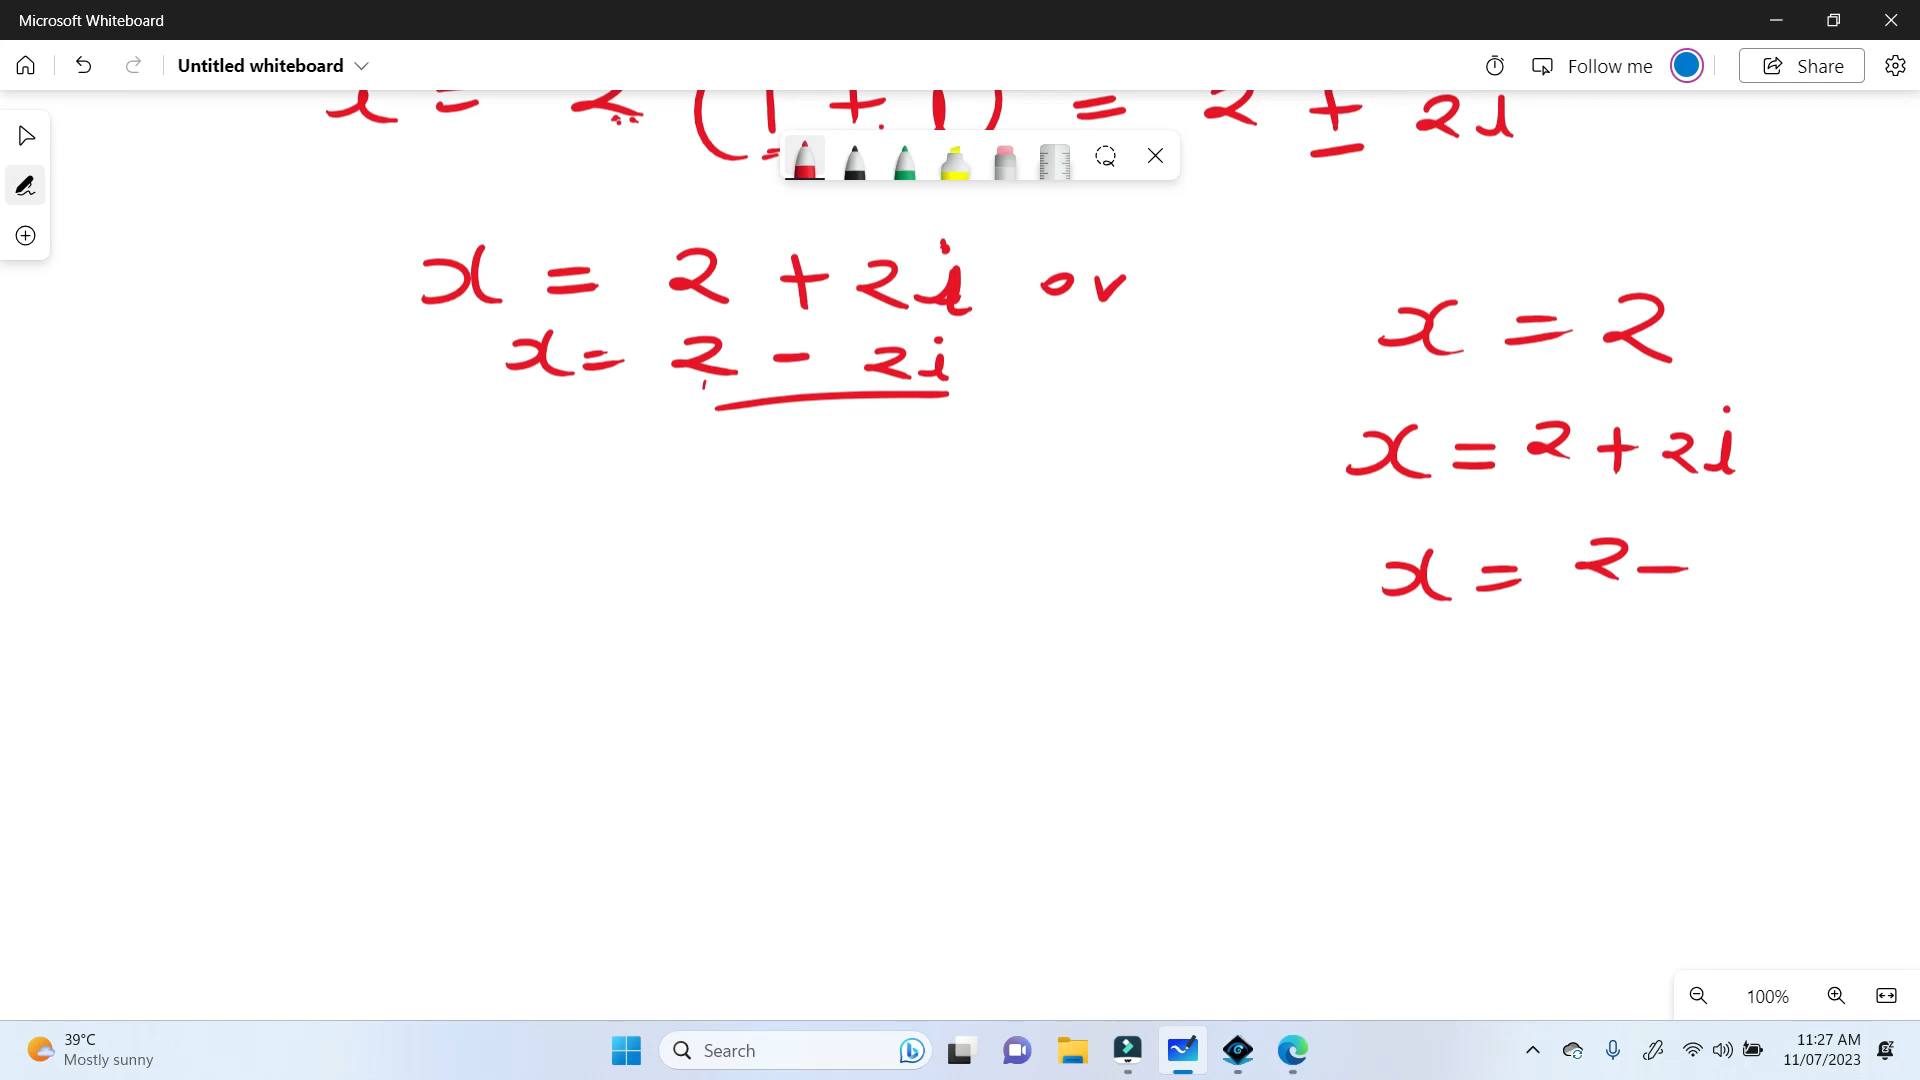 Microsoft Whiteboard
Untitled whiteboard
Follow me
Share
= 2 (1 ± i) = 2 ± 2i
x = 2 + 2i or
x = 2 - 2i
x = 2
x = 2 + 2i
x = 2 -
100%
39°C
Mostly sunny
Search
11:27 AM
11/07/2023